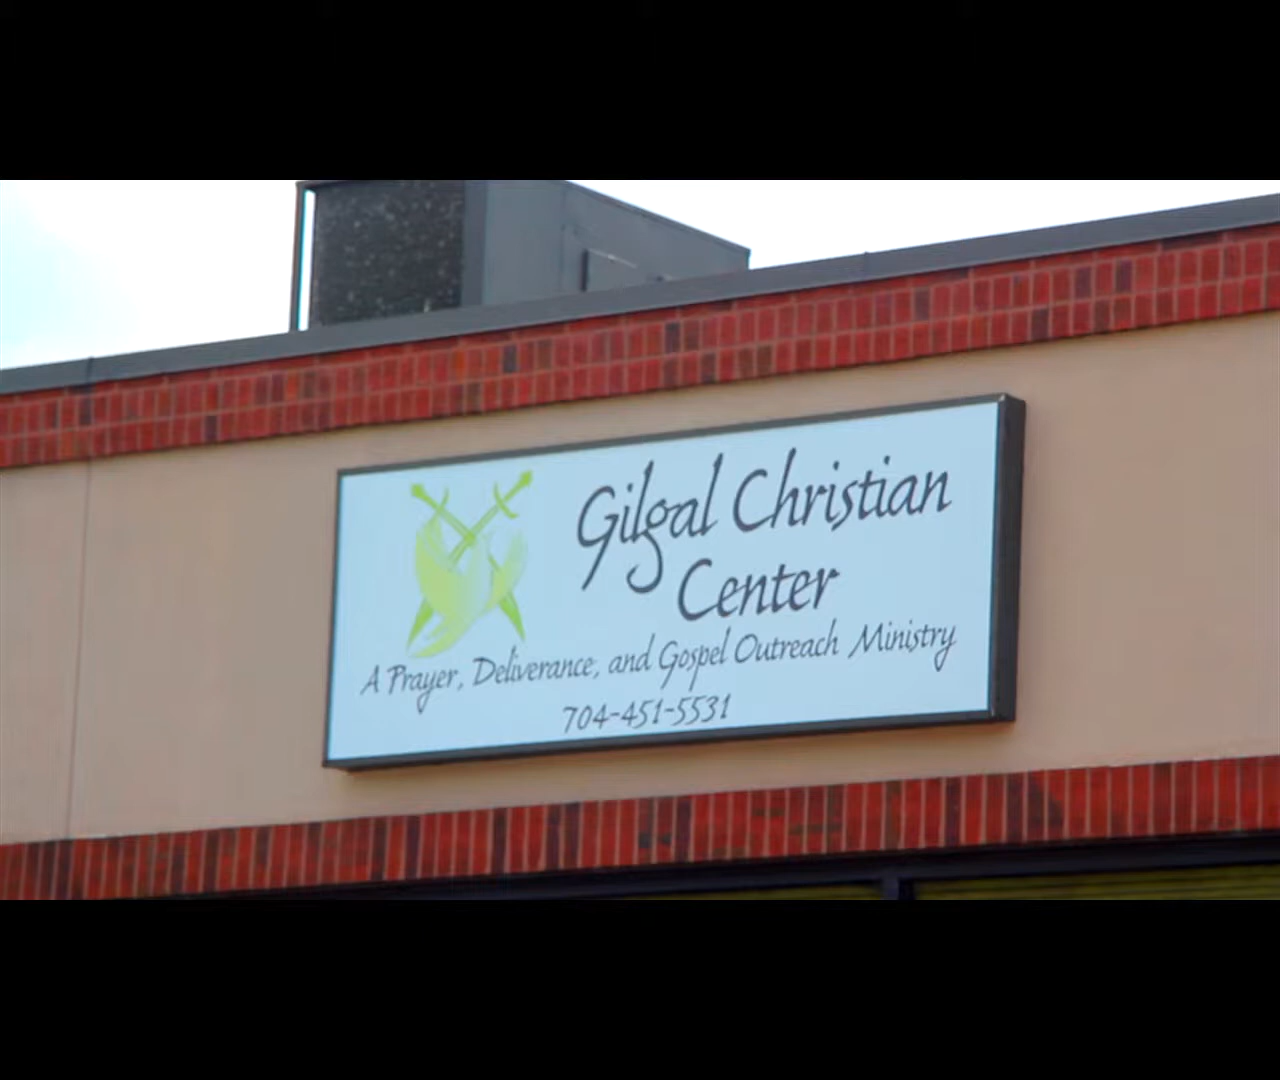 Gilgal Christian
Center
A Prayer, Deliverance, and Gospel Outreach Ministry
704-451-5531